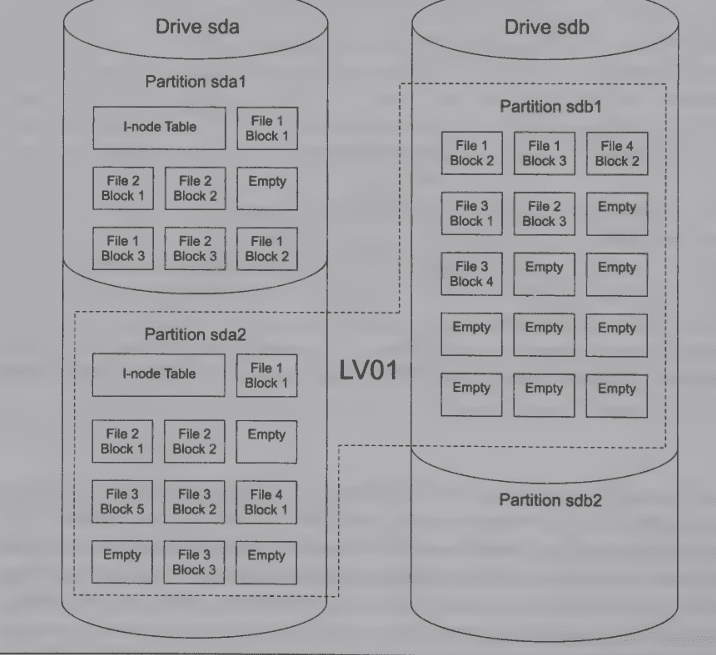 Drive sda
Partition sda1
I-node Table
File 1
Block 1
File 2
Block 1
File 2
Block 2
Empty
File 1
Block 3
File 2
Block 3
File 1
Block 2
Partition sda2
I-node Table
File 1
Block 1
File 2
Block 1
File 2
Block 2
Empty
File 3
Block 5
File 3
Block 2
File 4
Block 1
Empty
File 3
Block 3
Empty
LV01
Drive sdb
Partition sdb1
File 1
Block 2
File 1
Block 3
File 4
Block 2
File 3
Block 1
File 2
Block 3
Empty
File 3
Block 4
Empty
Empty
Empty
Empty
Empty
Empty
Empty
Empty
Partition sdb2